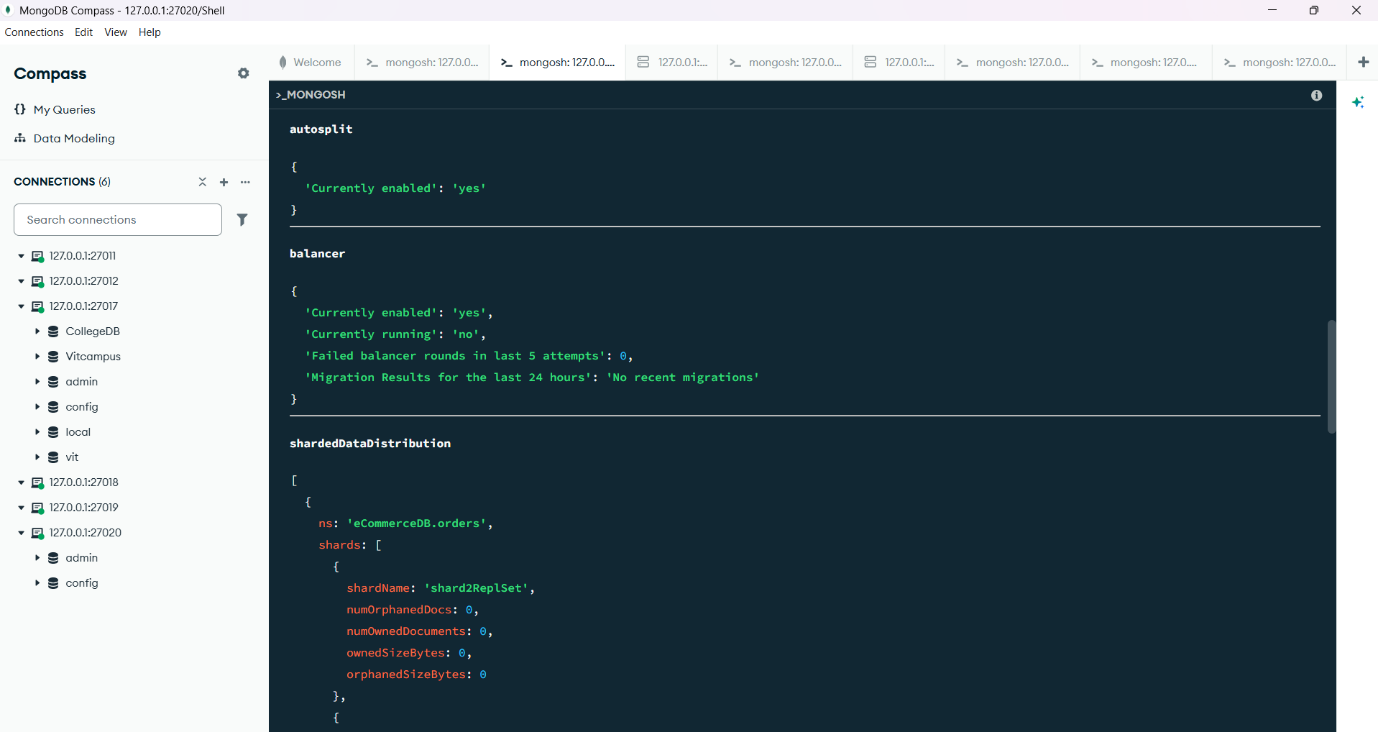 MongoDB Compass - 127.0.0.1:27020/Shell
Connections Edit View Help
Compass
My Queries
Data Modeling
CONNECTIONS (6)
Search connections
127.0.0.1:27011
127.0.0.1:27012
127.0.0.1:27017
CollegeDB
Vitcampus
admin
config
local
vit
127.0.0.1:27018
127.0.0.1:27019
127.0.0.1:27020
admin
config
Welcome >_ mongosh: 127.0.0... >_ mongosh: 127.0.0.... 127.0.0.1:... >_ mongosh: 127.0.0... 127.0.0.1:... >_ mongosh: 127.0.0... >_ mongosh: 127.0.0.... >_ mongosh: 127.0.0...
>_MONGOSH
autosplit
{
'Currently enabled': 'yes'
}
balancer
{
'Currently enabled': 'yes',
'Currently running': 'no',
'Failed balancer rounds in last 5 attempts': 0,
'Migration Results for the last 24 hours': 'No recent migrations'
}
shardedDataDistribution
[
{
ns: 'eCommerceDB.orders',
shards: [
{
shardName: 'shard2ReplSet',
numOrphanedDocs: 0,
numOwnedDocuments: 0,
ownedSizeBytes: 0,
orphanedSizeBytes: 0
},
{